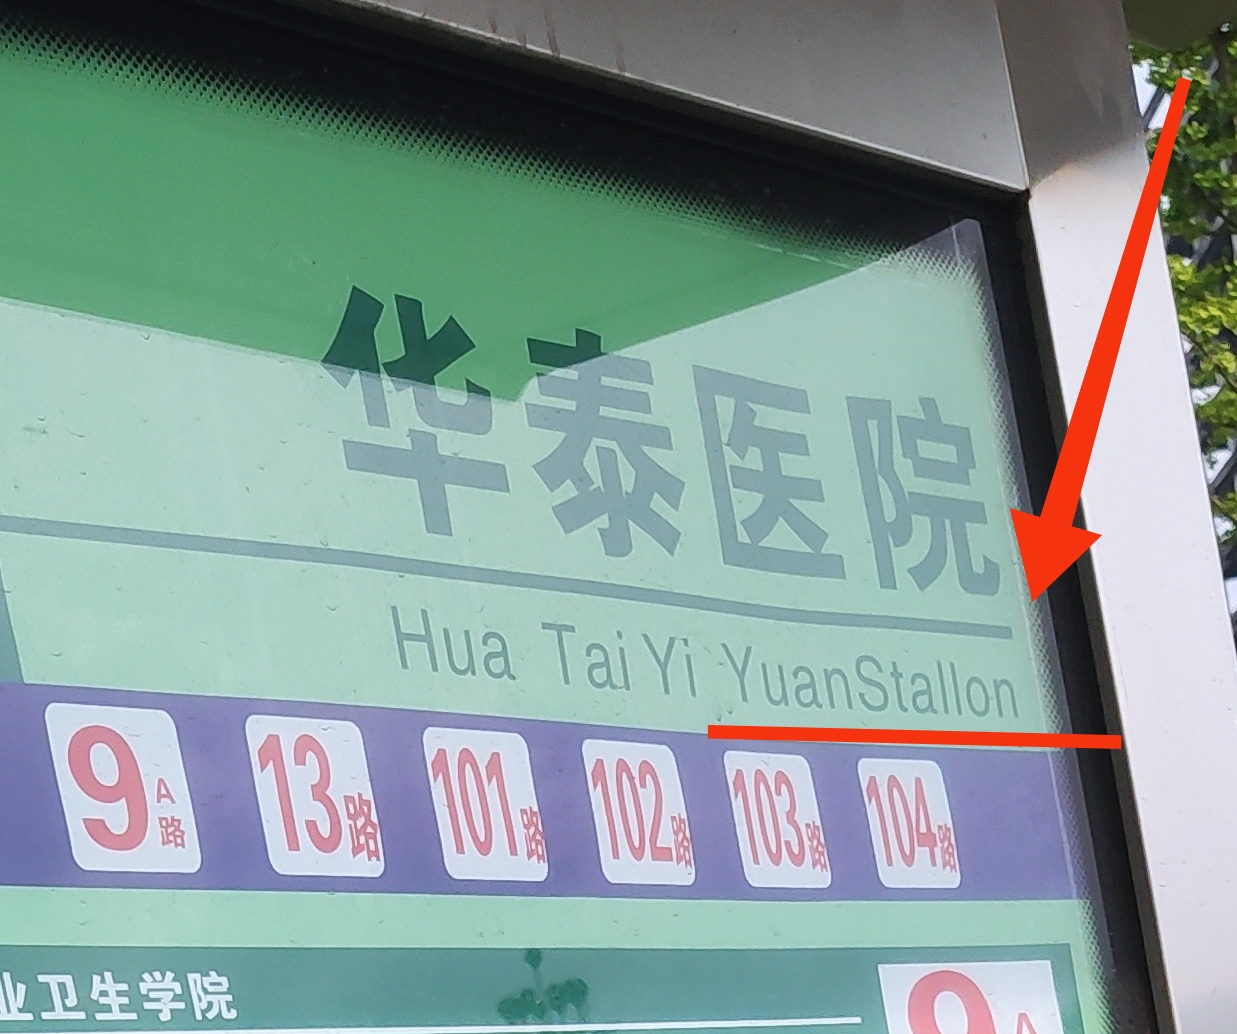 华泰医院
Hua Tai Yi YuanStallon
9A路 13路 101路 102路 103路 104路
业卫生学院
9A